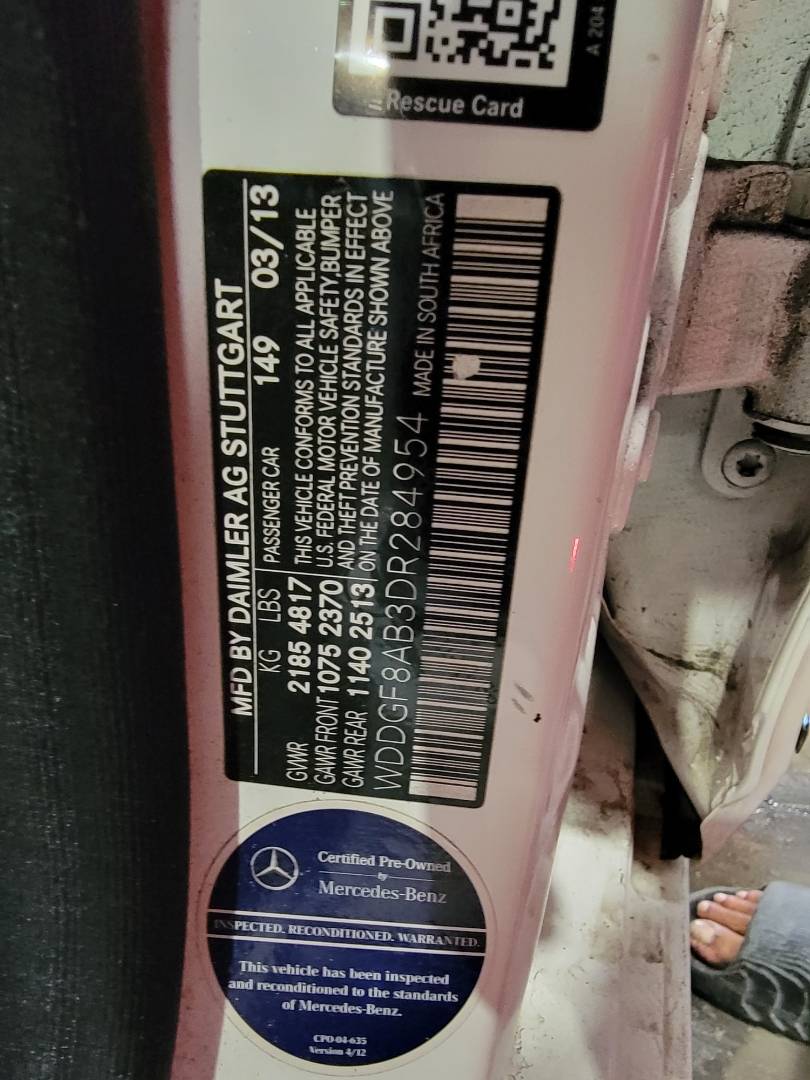 A 204
Rescue Card
MFD BY DAIMLER AG STUTTGART
KG LBS PASSENGER CAR 149 03/13
GVWR 2185 4817 THIS VEHICLE CONFORMS TO ALL APPLICABLE
GAWR FRONT 1075 2370 U.S. FEDERAL MOTOR VEHICLE SAFETY,BUMPER
GAWR REAR 1140 2513 AND THEFT PREVENTION STANDARDS IN EFFECT
ON THE DATE OF MANUFACTURE SHOWN ABOVE
WDDGF8AB3DR284954 MADE IN SOUTH AFRICA
Certified Pre-Owned
by
Mercedes-Benz
INSPECTED. RECONDITIONED. WARRANTED.
This vehicle has been inspected
and reconditioned to the standards
of Mercedes-Benz.
CPO-04-635
Version 4/12